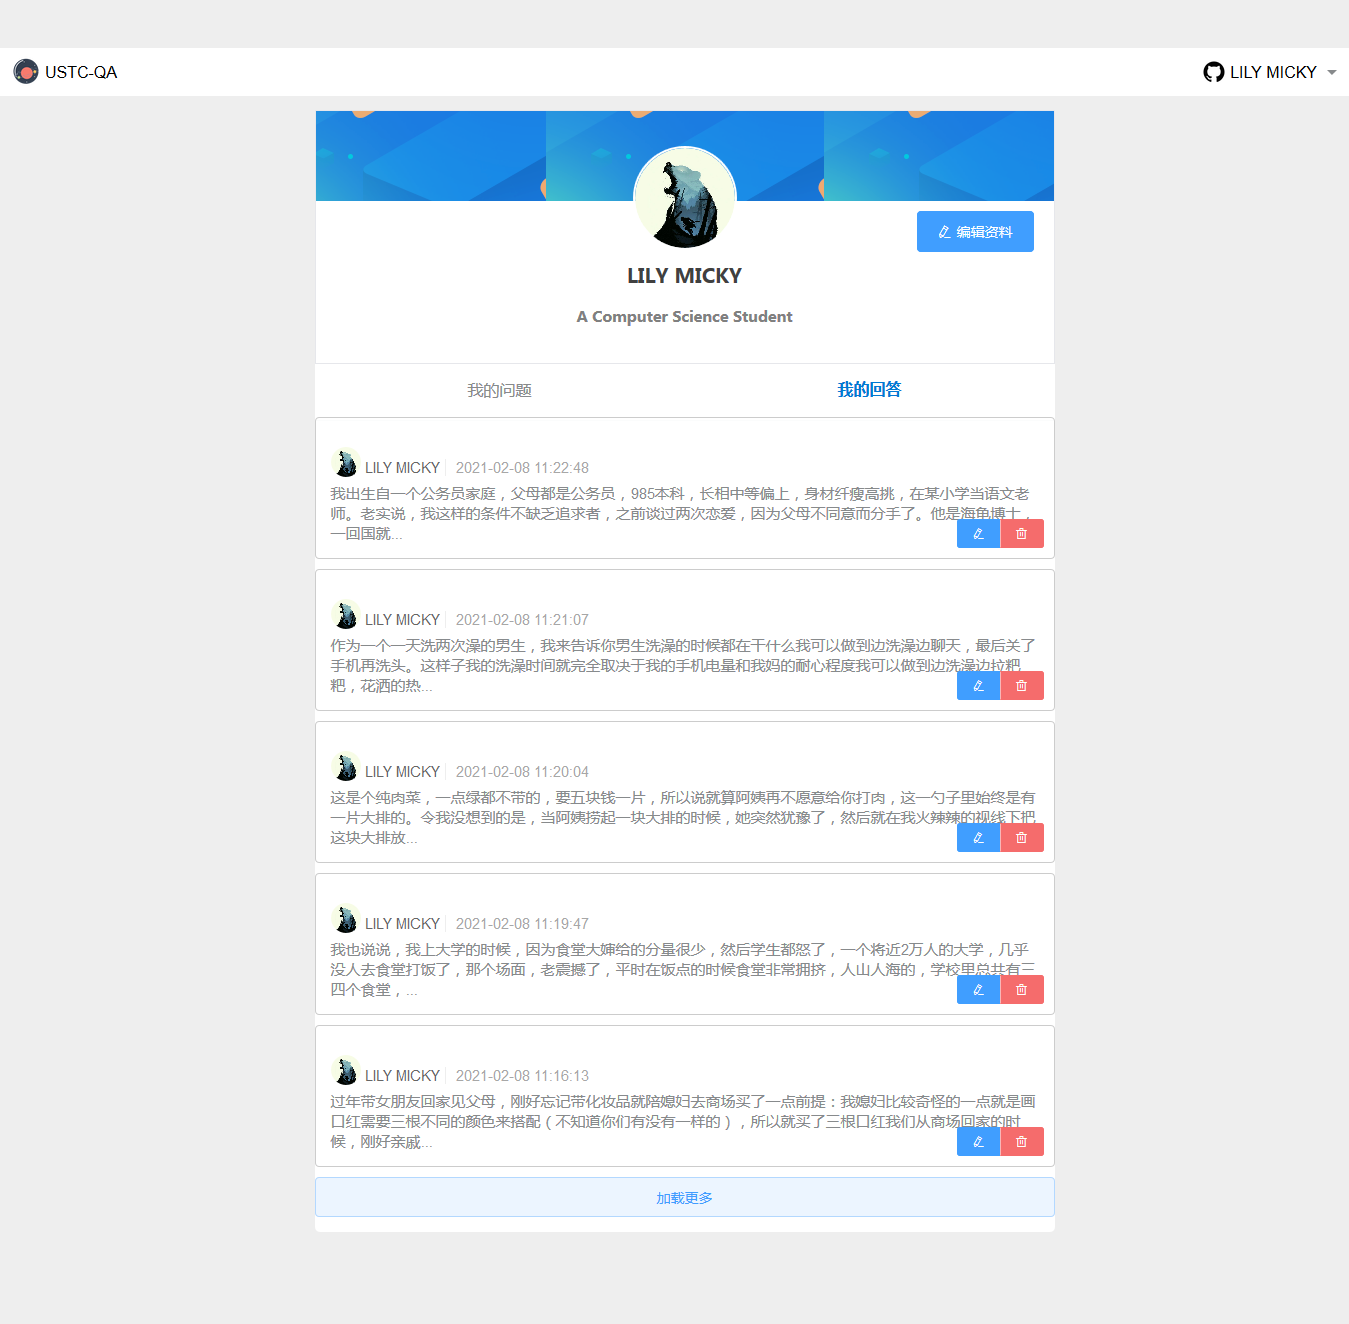 USTC-QA
LILY MICKY
编辑资料
LILY MICKY
A Computer Science Student
我的问题
我的回答
LILY MICKY 2021-02-08 11:22:48
我出生自一个公务员家庭，父母都是公务员，985本科，长相中等偏上，身材纤瘦高挑，在某小学当语文老
师。老实说，我这样的条件不缺乏追求者，之前谈过两次恋爱，因为父母不同意而分手了。他是海龟博士，
一回国就...
LILY MICKY 2021-02-08 11:21:07
作为一个一天洗两次澡的男生，我来告诉你男生洗澡的时候都在干什么我可以做到边洗澡边聊天，最后关了
手机再洗头。这样子我的洗澡时间就完全取决于我的手机电量和我妈的耐心程度我可以做到边洗澡边拉粑
粑，花洒的热...
LILY MICKY 2021-02-08 11:20:04
这是个纯肉菜，一点绿都不带的，要五块钱一片，所以说就算阿姨再不愿意给你打肉，这一勺子里始终是有
一片大排的。令我没想到的是，当阿姨捞起一块大排的时候，她突然犹豫了，然后就在我火辣辣的视线下把
这块大排放...
LILY MICKY 2021-02-08 11:19:47
我也说说，我上大学的时候，因为食堂大婶给的分量很少，然后学生都怒了，一个将近2万人的大学，几乎
没人去食堂打饭了，那个场面，老震撼了，平时在饭点的时候食堂非常拥挤，人山人海的，学校里总共有三
四个食堂，...
LILY MICKY 2021-02-08 11:16:13
过年带女朋友回家见父母，刚好忘记带化妆品就陪媳妇去商场买了一点前提：我媳妇比较奇怪的一点就是画
口红需要三根不同的颜色来搭配（不知道你们有没有一样的），所以就买了三根口红我们从商场回家的时
候，刚好亲戚...
加载更多